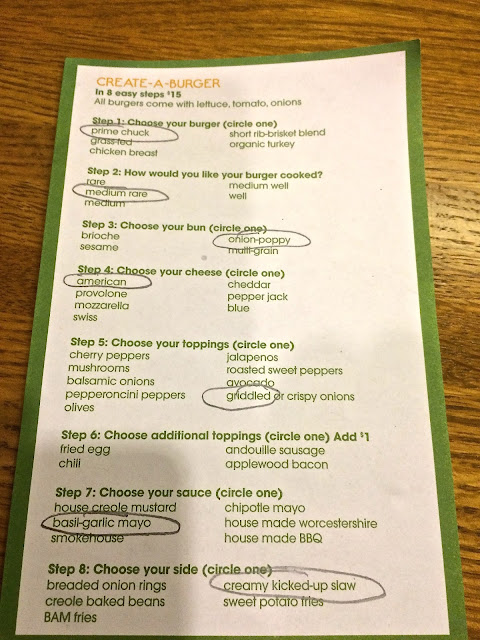 CREATE-A-BURGER
In 8 easy steps $15
All burgers come with lettuce, tomato, onions
Step 1: Choose your burger (circle one)
prime chuck
grass-fed
chicken breast
short rib-brisket blend
organic turkey
Step 2: How would you like your burger cooked?
rare
medium rare
medium
medium well
well
Step 3: Choose your bun (circle one)
brioche
sesame
onion-poppy
multi-grain
Step 4: Choose your cheese (circle one)
american
provolone
mozzarella
swiss
cheddar
pepper jack
blue
Step 5: Choose your toppings (circle one)
cherry peppers
mushrooms
balsamic onions
pepperoncini peppers
olives
jalapenos
roasted sweet peppers
avocado
griddled or crispy onions
Step 6: Choose additional toppings (circle one) Add $1
fried egg
chili
andouille sausage
applewood bacon
Step 7: Choose your sauce (circle one)
house creole mustard
basil-garlic mayo
smokehouse
chipotle mayo
house made worcestershire
house made BBQ
Step 8: Choose your side (circle one)
breaded onion rings
creole baked beans
BAM fries
creamy kicked-up slaw
sweet potato fries